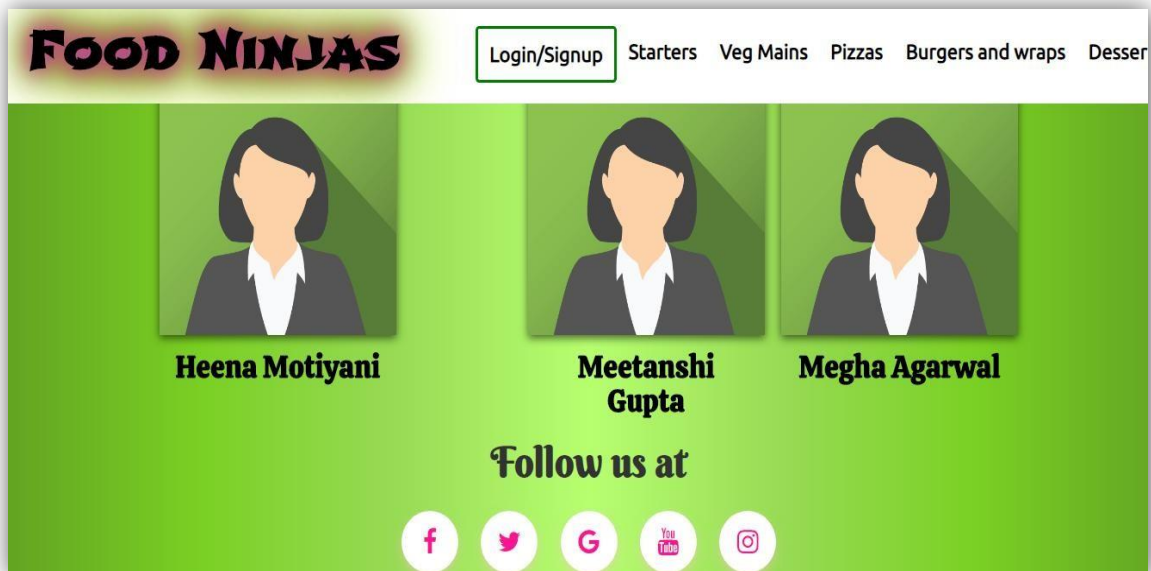 FOOD NINJAS
Login/Signup Starters Veg Mains Pizzas Burgers and wraps Desser
Heena Motiyani
Meetanshi
Gupta
Megha Agarwal
Follow us at
f
G
You
Tube